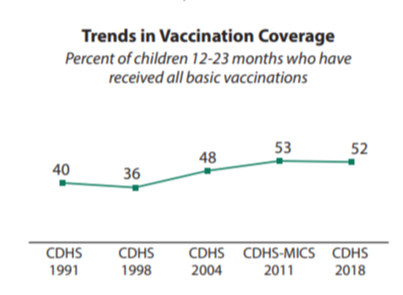 Trends in Vaccination Coverage
Percent of children 12-23 months who have
received all basic vaccinations
40 36 48 53 52
CDHS CDHS CDHS CDHS-MICS CDHS
1991 1998 2004 2011 2018